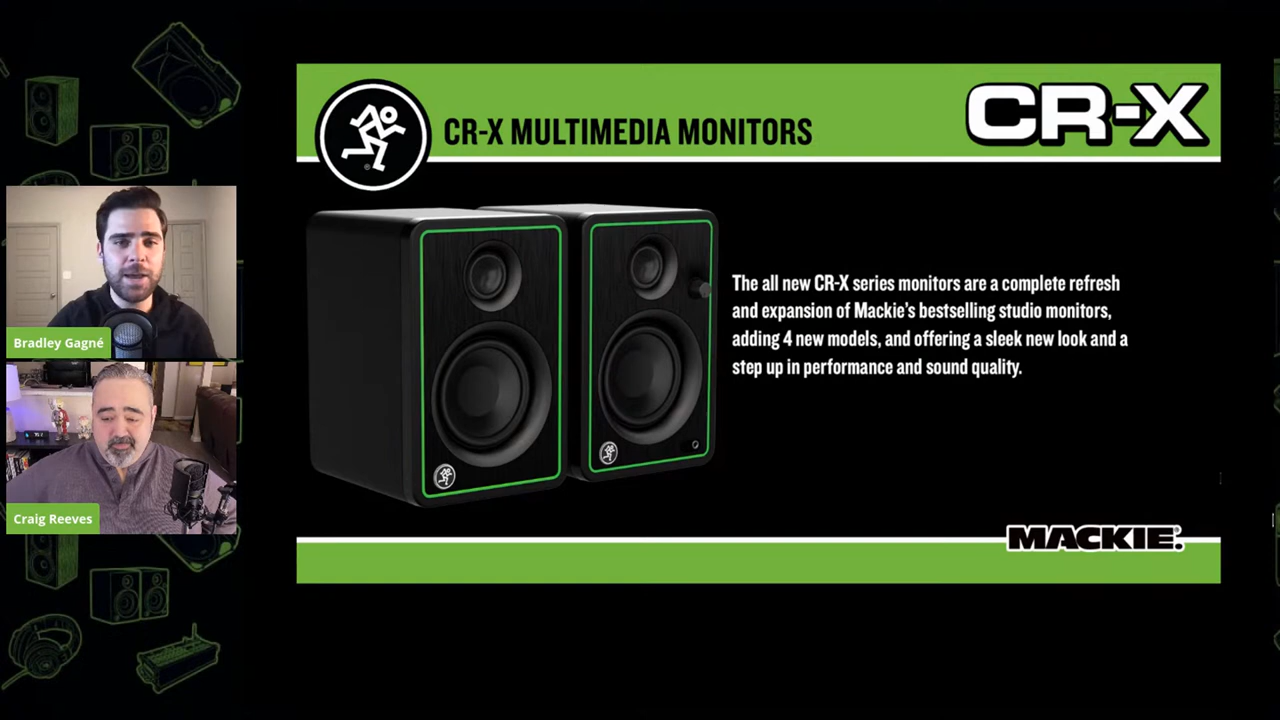 CR-X MULTIMEDIA MONITORS
CR-X
The all new CR-X series monitors are a complete refresh
and expansion of Mackie's bestselling studio monitors,
adding 4 new models, and offering a sleek new look and a
step up in performance and sound quality.
Bradley Gagné
Craig Reeves
MACKIE.